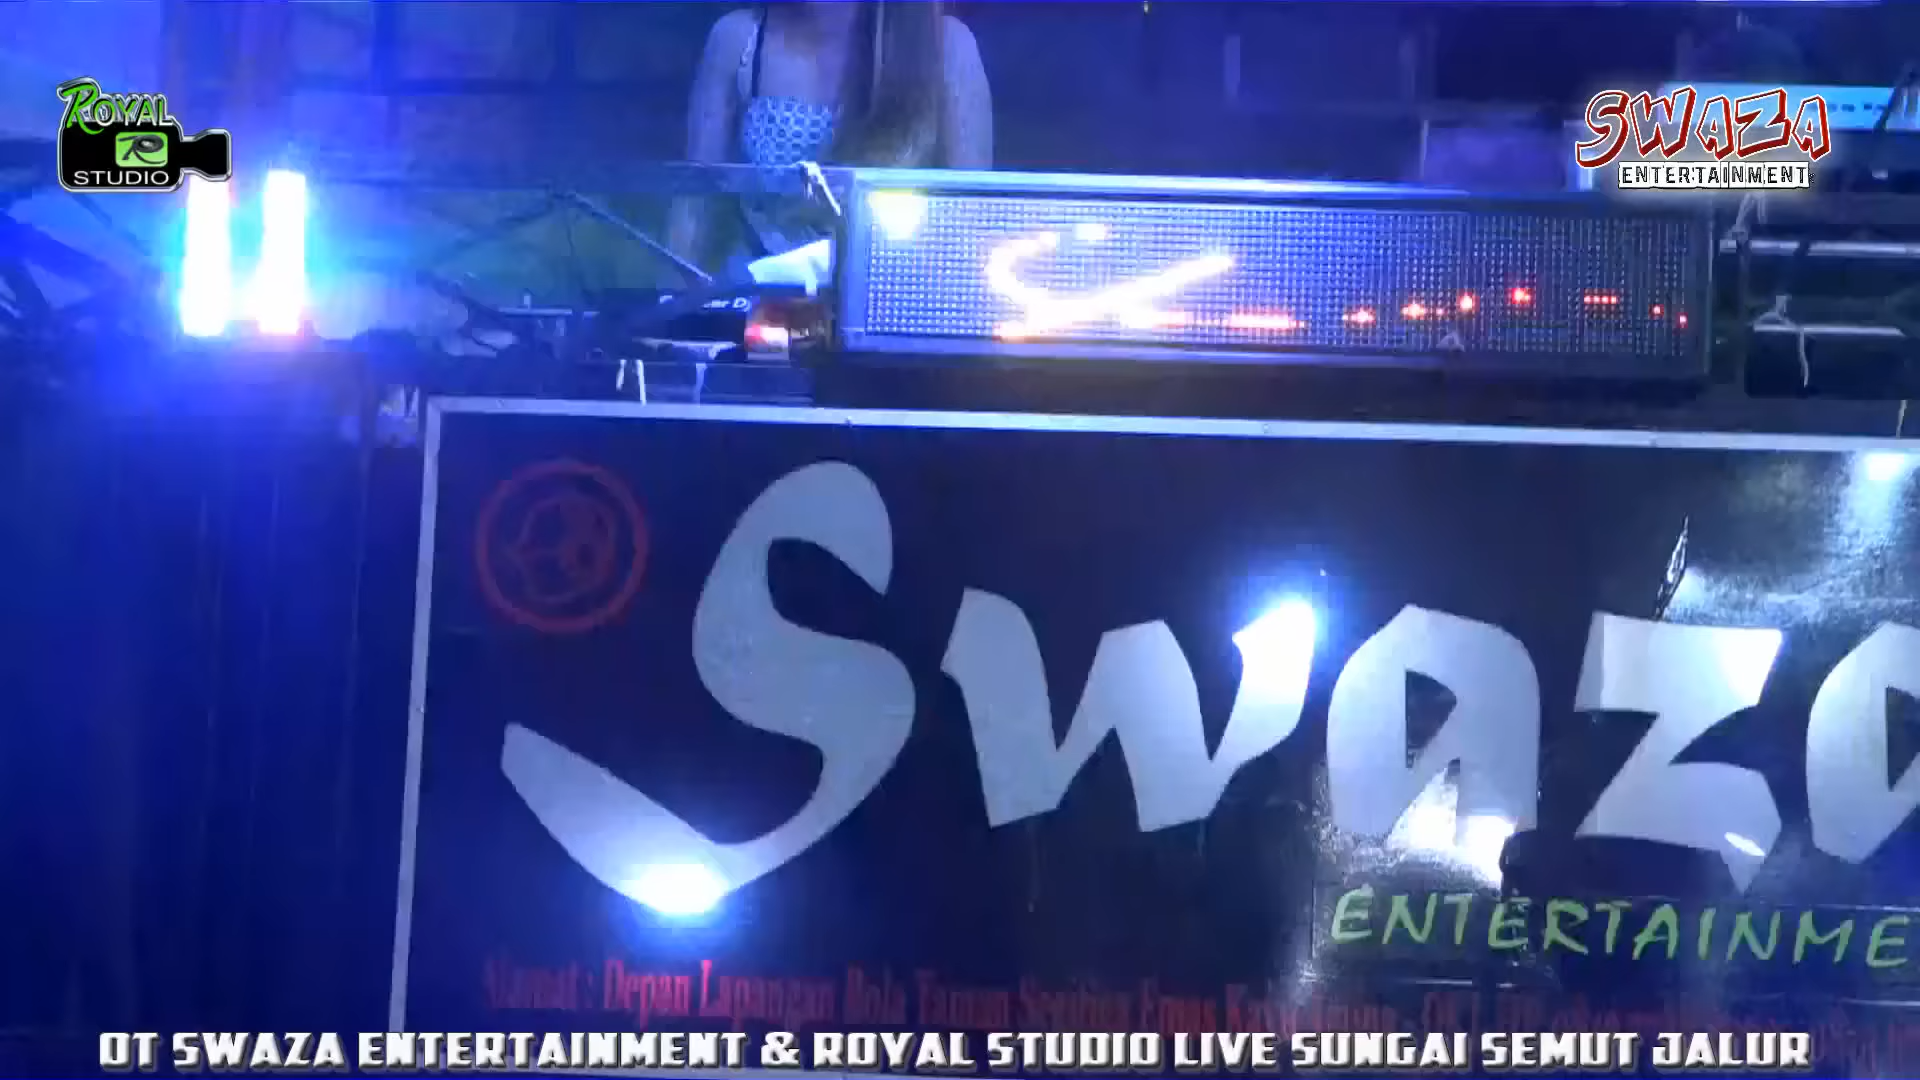 ROYAL
R
STUDIO
SWAZA
ENTERTAINMENT
Swaza
ENTERTAINME
Alamat : Depan Lapangan Bola
OT SWAZA ENTERTAINMENT & ROYAL STUDIO LIVE SUNGAI SEMUT JALUR